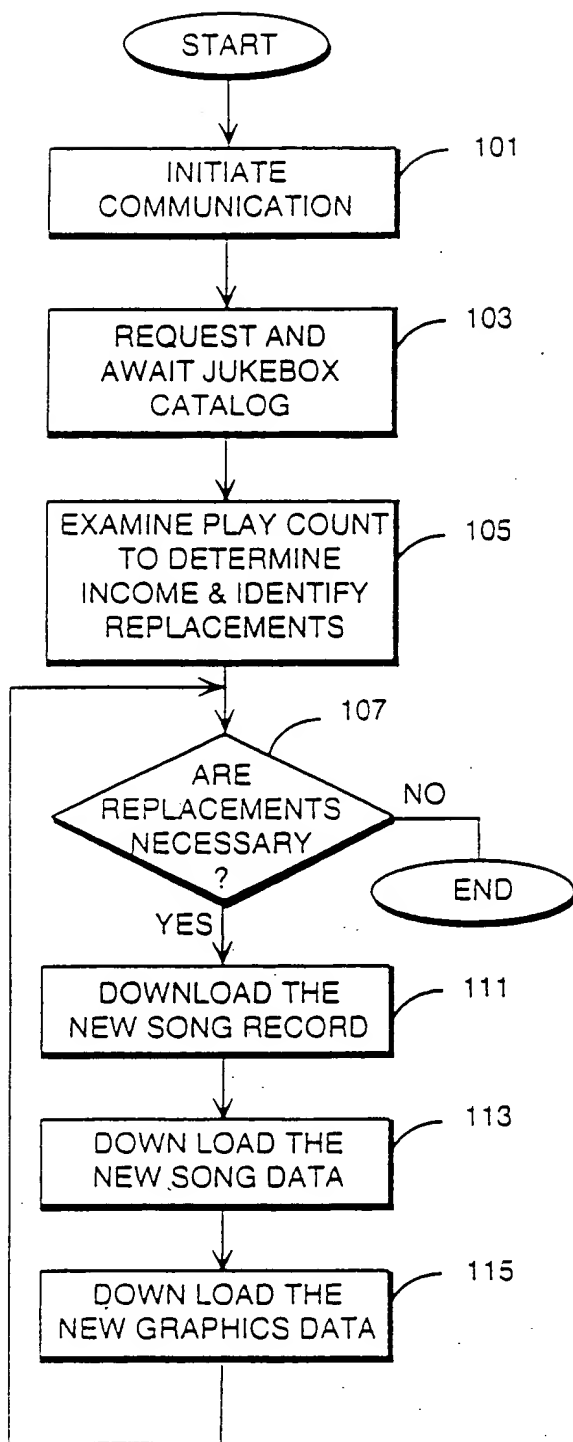 START
101
INITIATE
COMMUNICATION
103
REQUEST AND
AWAIT JUKEBOX
CATALOG
105
EXAMINE PLAY COUNT
TO DETERMINE
INCOME & IDENTIFY
REPLACEMENTS
107
ARE
REPLACEMENTS
NECESSARY
?
NO
END
YES
111
DOWNLOAD THE
NEW SONG RECORD
113
DOWN LOAD THE
NEW SONG DATA
115
DOWN LOAD THE
NEW GRAPHICS DATA